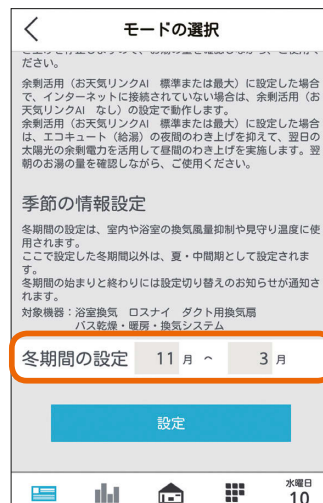 モードの選択
ださい。
余剰活用（お天気リンクAI　標準または最大）に設定した場合
で、インターネットに接続されていない場合は、余剰活用（お
天気リンクAI　なし）の設定で動作します。
余剰活用（お天気リンクAI　標準または最大）に設定した場合
は、エコキュート（給湯）の夜間のわき上げを抑えて、翌日の
太陽光の余剰電力を活用して昼間のわき上げを実施します。翌
朝のお湯の量を確認しながら、ご使用ください。
季節の情報設定
冬期間の設定は、室内や浴室の換気風量抑制や見守り温度に使
用されます。
ここで設定した冬期間以外は、夏・中間期として設定されま
す。
冬期間の始まりと終わりには設定切り替えのお知らせが通知さ
れます。
対象機器：浴室換気　ロスナイ　ダクト用換気扇
バス乾燥・暖房・換気システム
冬期間の設定　11 月 ～ 3 月
設定
水曜日
10